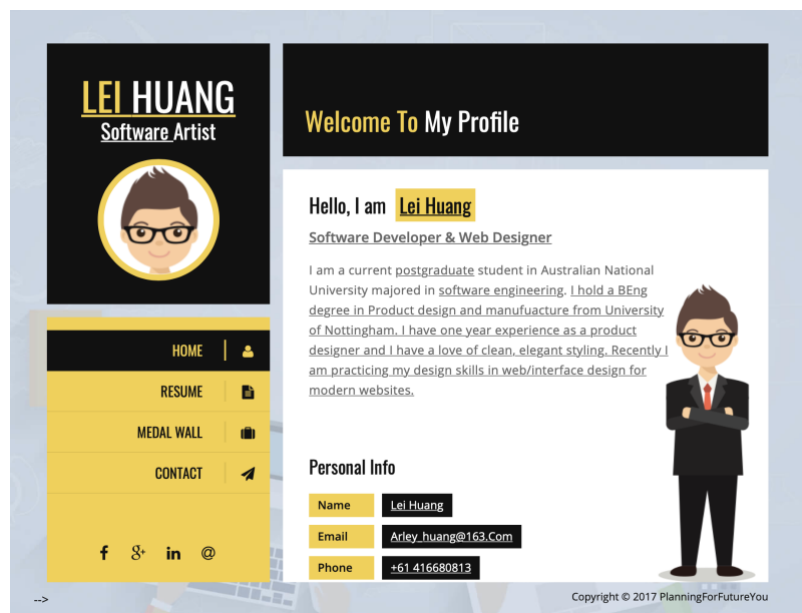 LEI HUANG
Software Artist
HOME
RESUME
MEDAL WALL
CONTACT
f g+ in @
-->
Welcome To My Profile
Hello, I am Lei Huang
Software Developer & Web Designer
I am a current postgraduate student in Australian National
University majored in software engineering. I hold a BEng
degree in Product design and manufuacture from University
of Nottingham. I have one year experience as a product
designer and I have a love of clean, elegant styling. Recently I
am practicing my design skills in web/interface design for
modern websites.
Personal Info
Name Lei Huang
Email Arley_huang@163.Com
Phone +61 416680813
Copyright © 2017 PlanningForFutureYou